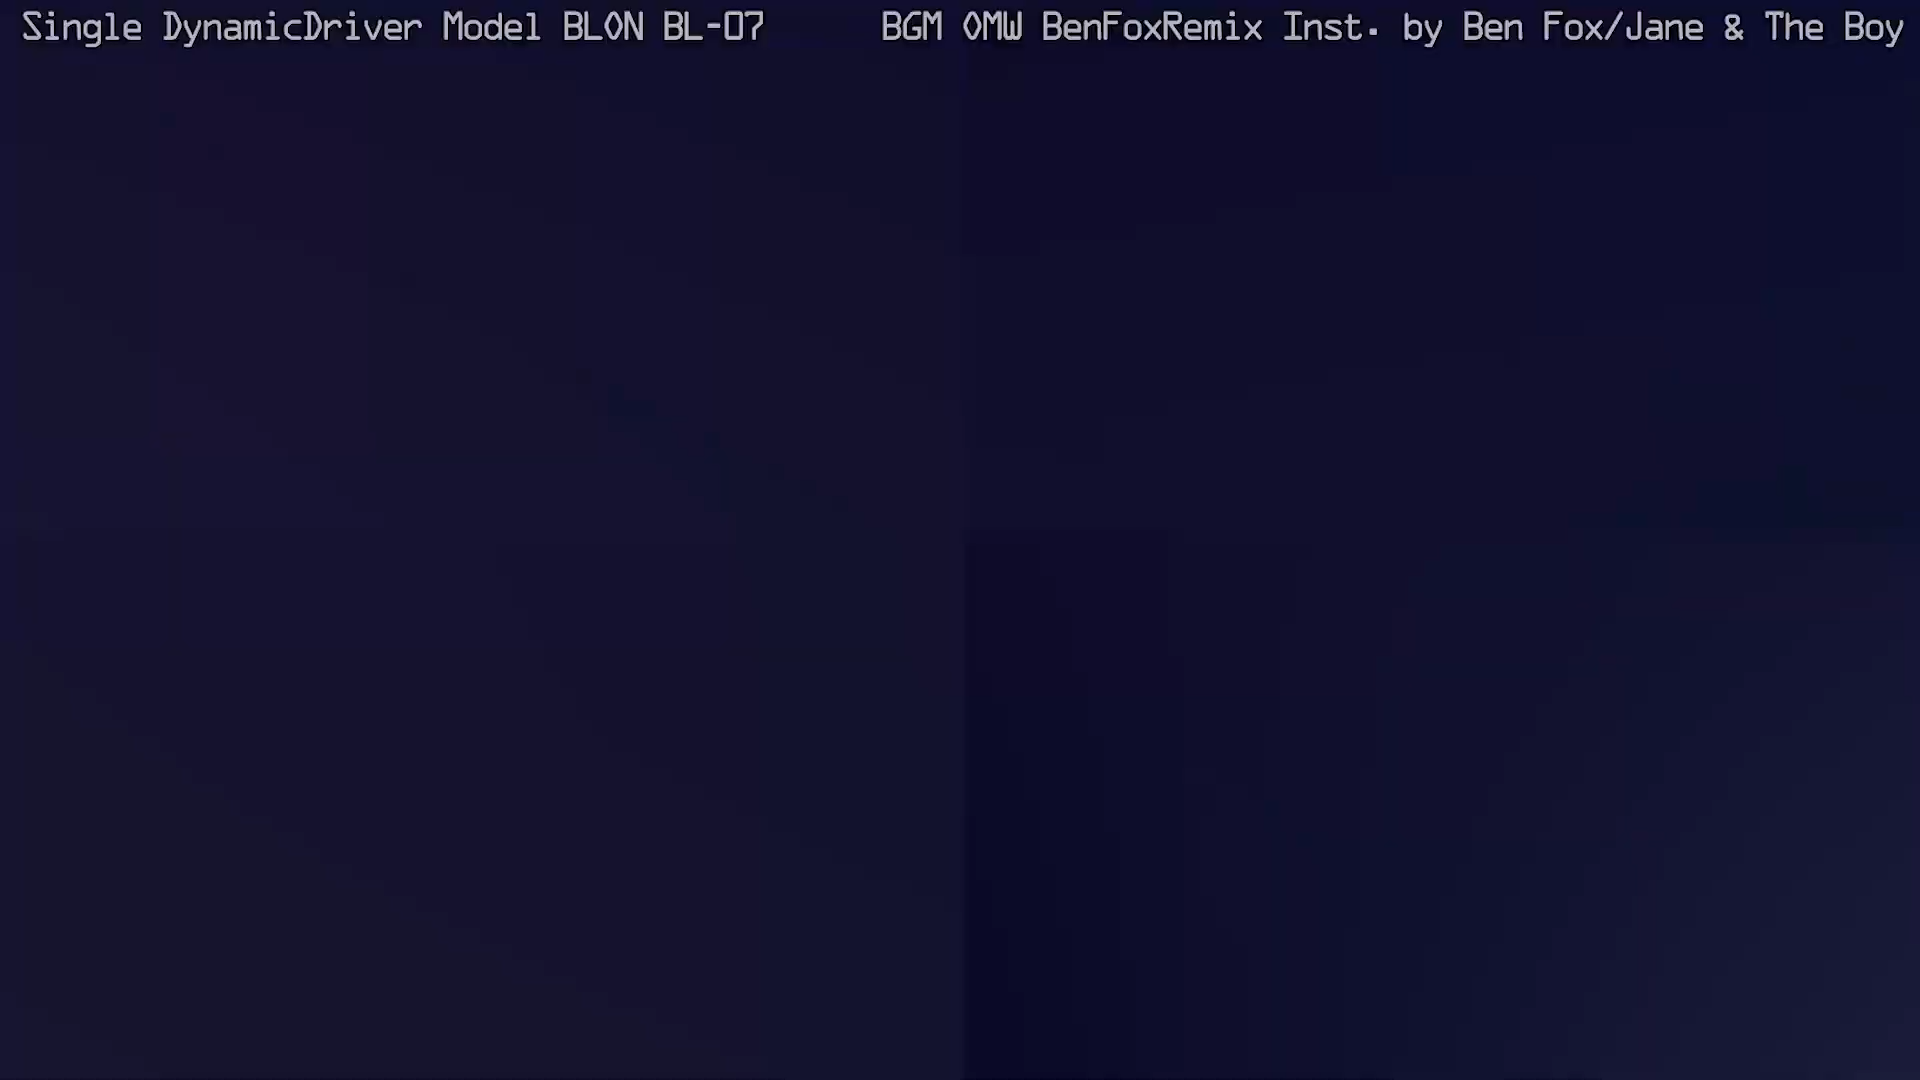 Single DynamicDriver Model BLON BL-07
BGM OMW BenFoxRemix Inst. by Ben Fox/Jane & The Boy